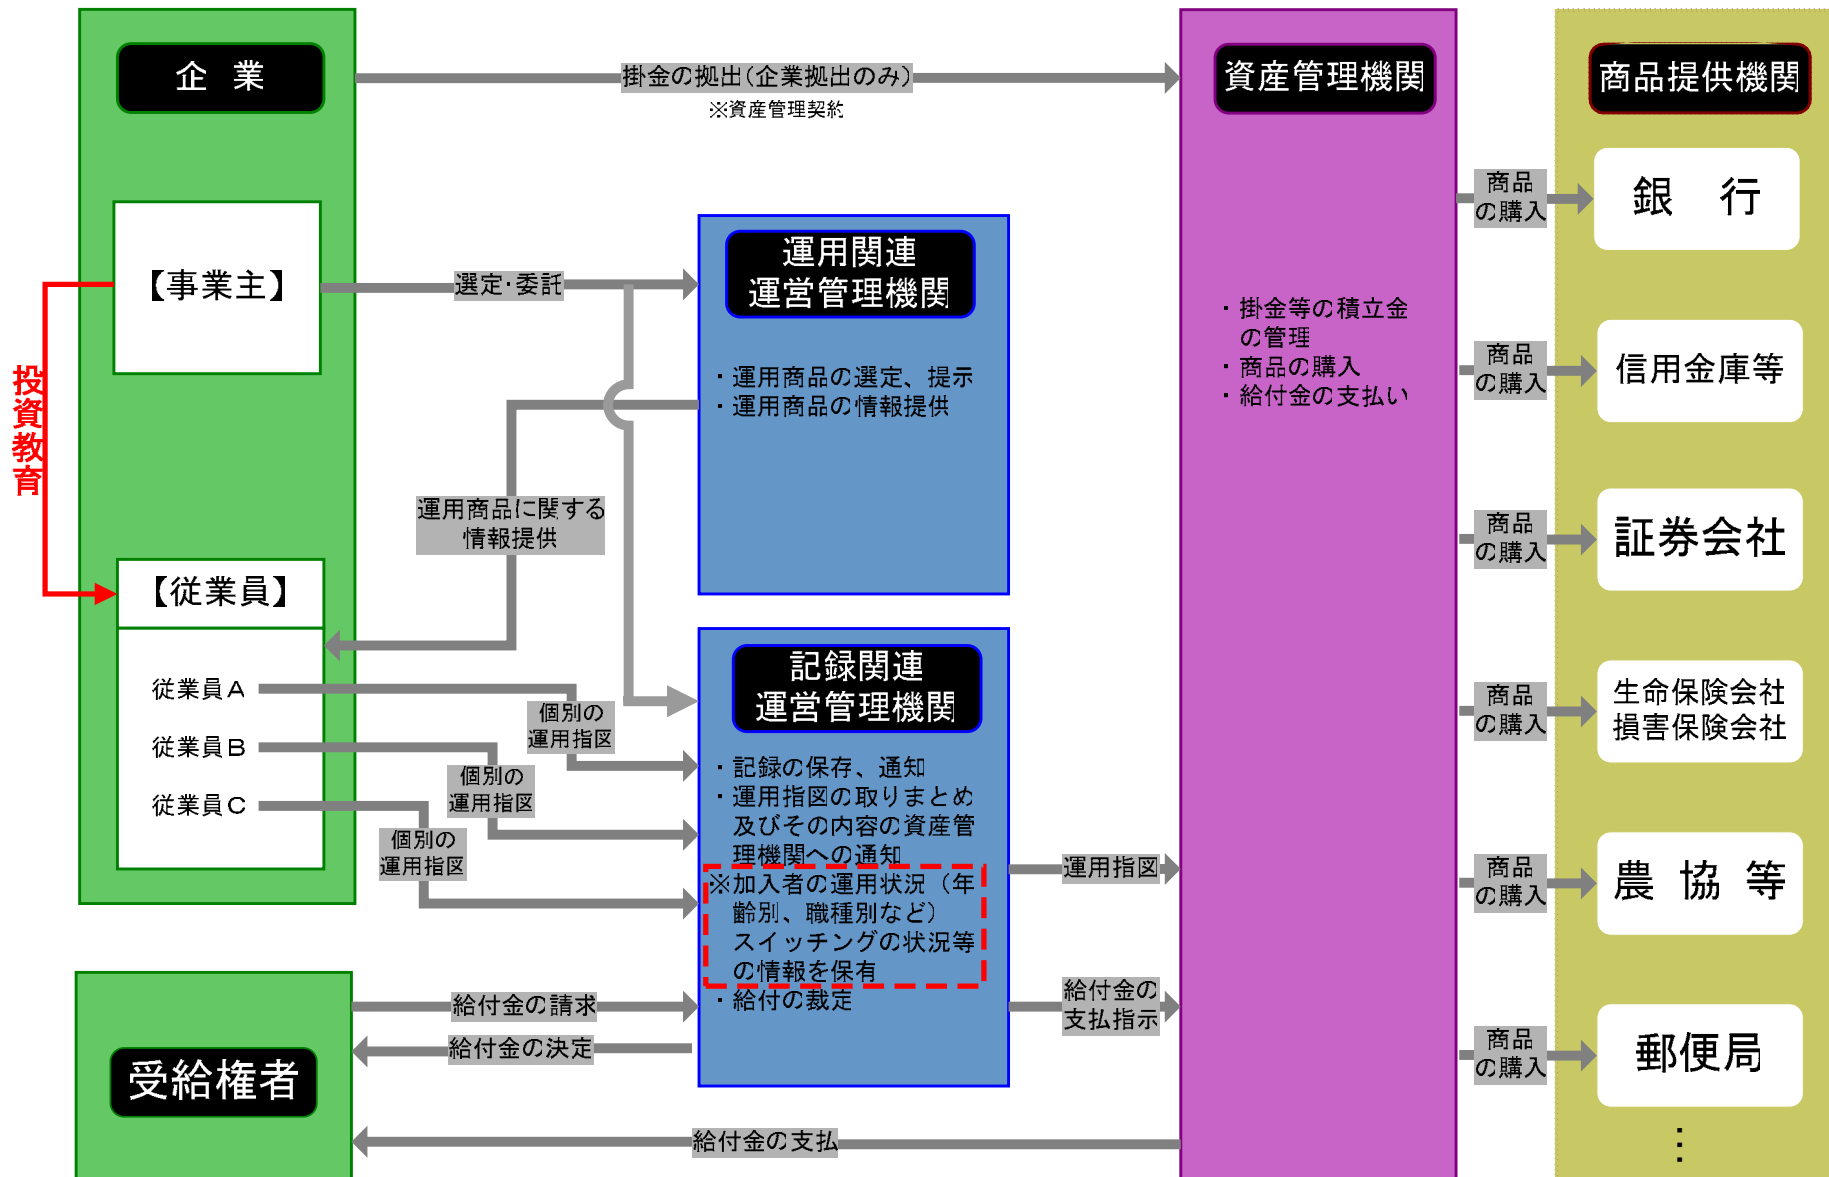 企　業
掛金の拠出(企業拠出のみ)
※資産管理契約
資産管理機関
商品提供機関
【事業主】
選定・委託
運用関連
運営管理機関
・運用商品の選定、提示
・運用商品の情報提供
投資教育
運用商品に関する
情報提供
【従業員】
従業員A
従業員B
従業員C
個別の
運用指図
個別の
運用指図
個別の
運用指図
記録関連
運営管理機関
・記録の保存、通知
・運用指図の取りまとめ
及びその内容の資産管
理機関への通知
※加入者の運用状況（年
齢別、職種別など）
スイッチングの状況等
の情報を保有
・給付の裁定
運用指図
給付金の
支払指示
給付金の請求
給付金の決定
受給権者
給付金の支払
・掛金等の積立金
の管理
・商品の購入
・給付金の支払い
商品
の購入
銀　行
商品
の購入
信用金庫等
商品
の購入
証券会社
商品
の購入
生命保険会社
損害保険会社
商品
の購入
農 協 等
商品
の購入
郵便局
⋮